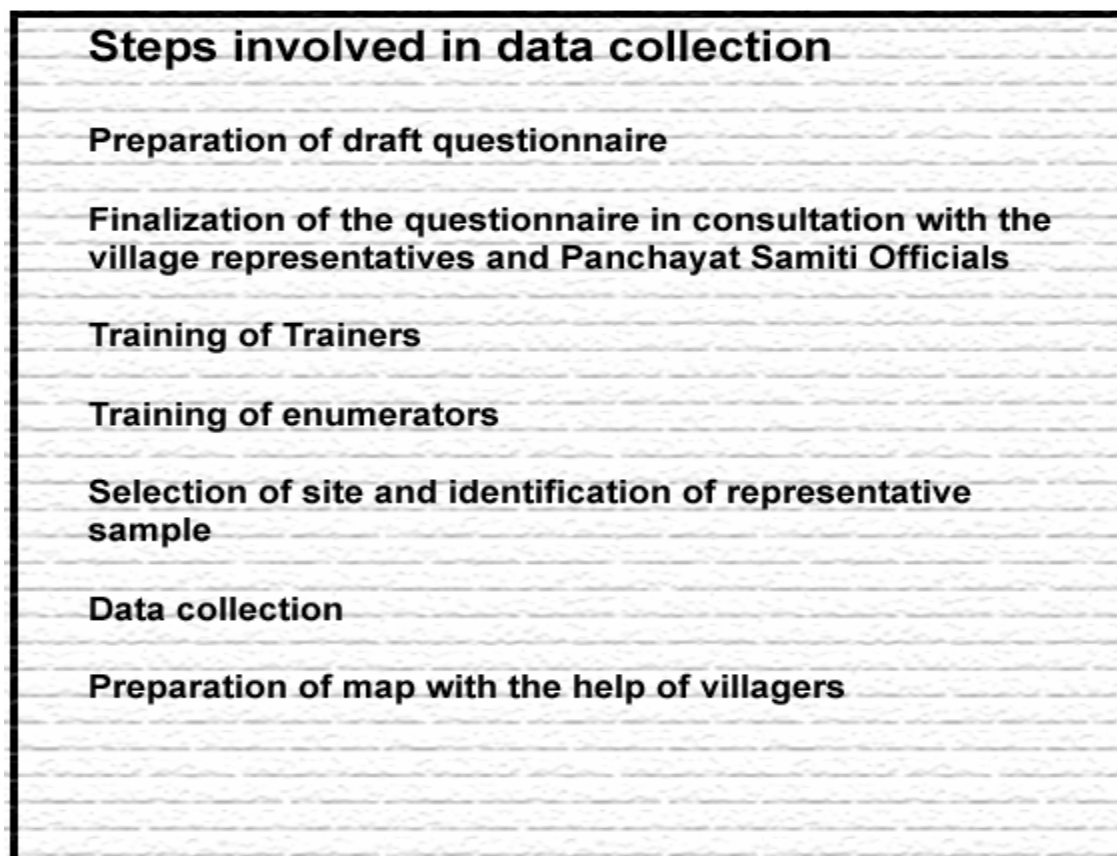 Steps involved in data collection
Preparation of draft questionnaire
Finalization of the questionnaire in consultation with the
village representatives and Panchayat Samiti Officials
Training of Trainers
Training of enumerators
Selection of site and identification of representative
sample
Data collection
Preparation of map with the help of villagers